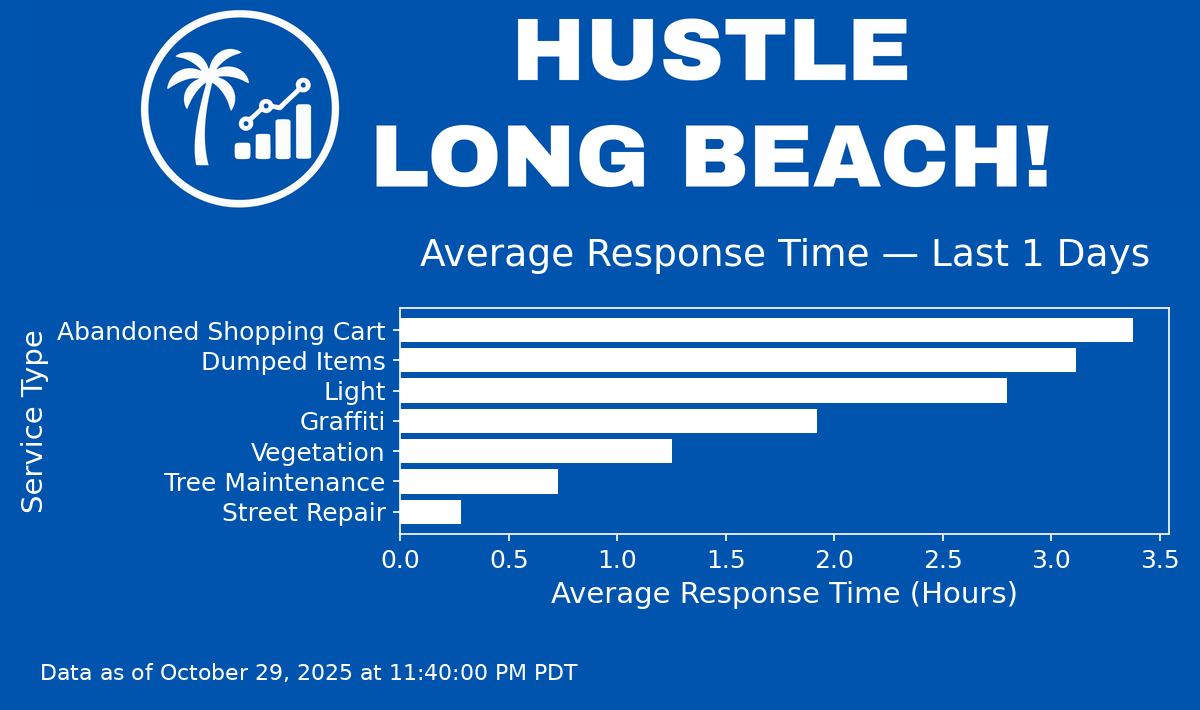 HUSTLE
LONG BEACH!
Average Response Time — Last 1 Days
Service Type
Abandoned Shopping Cart
Dumped Items
Light
Graffiti
Vegetation
Tree Maintenance
Street Repair
0.0 0.5 1.0 1.5 2.0 2.5 3.0 3.5
Average Response Time (Hours)
Data as of October 29, 2025 at 11:40:00 PM PDT